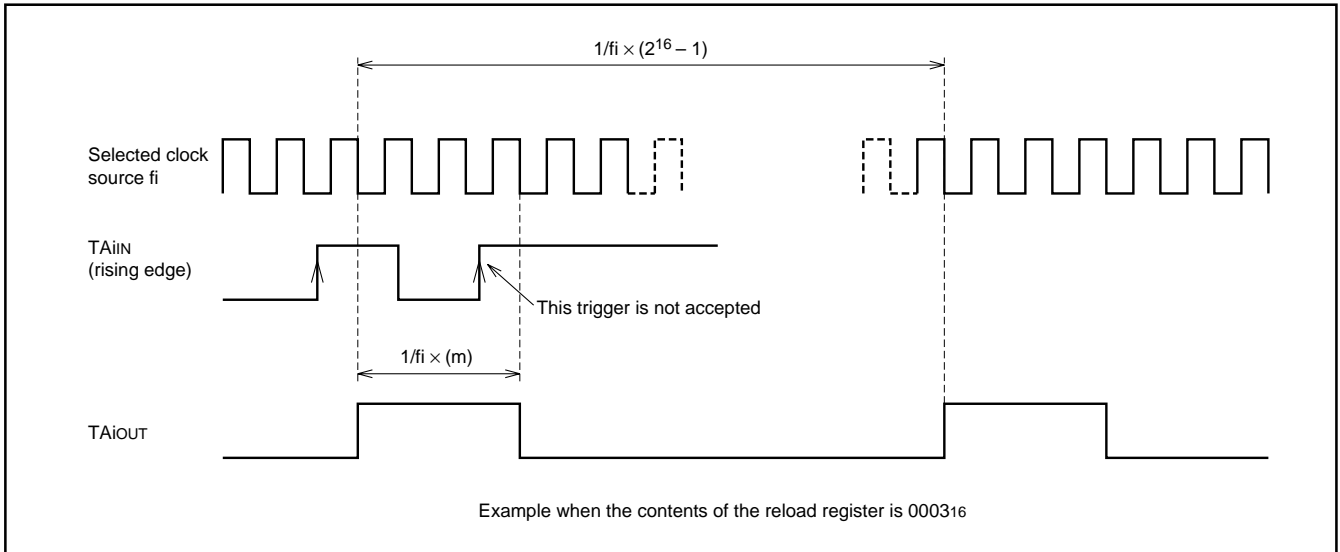 1/fi × (2¹⁶ – 1)
Selected clock
source fi
TAiIN
(rising edge)
This trigger is not accepted
1/fi × (m)
TAiOUT
Example when the contents of the reload register is 0003₁₆